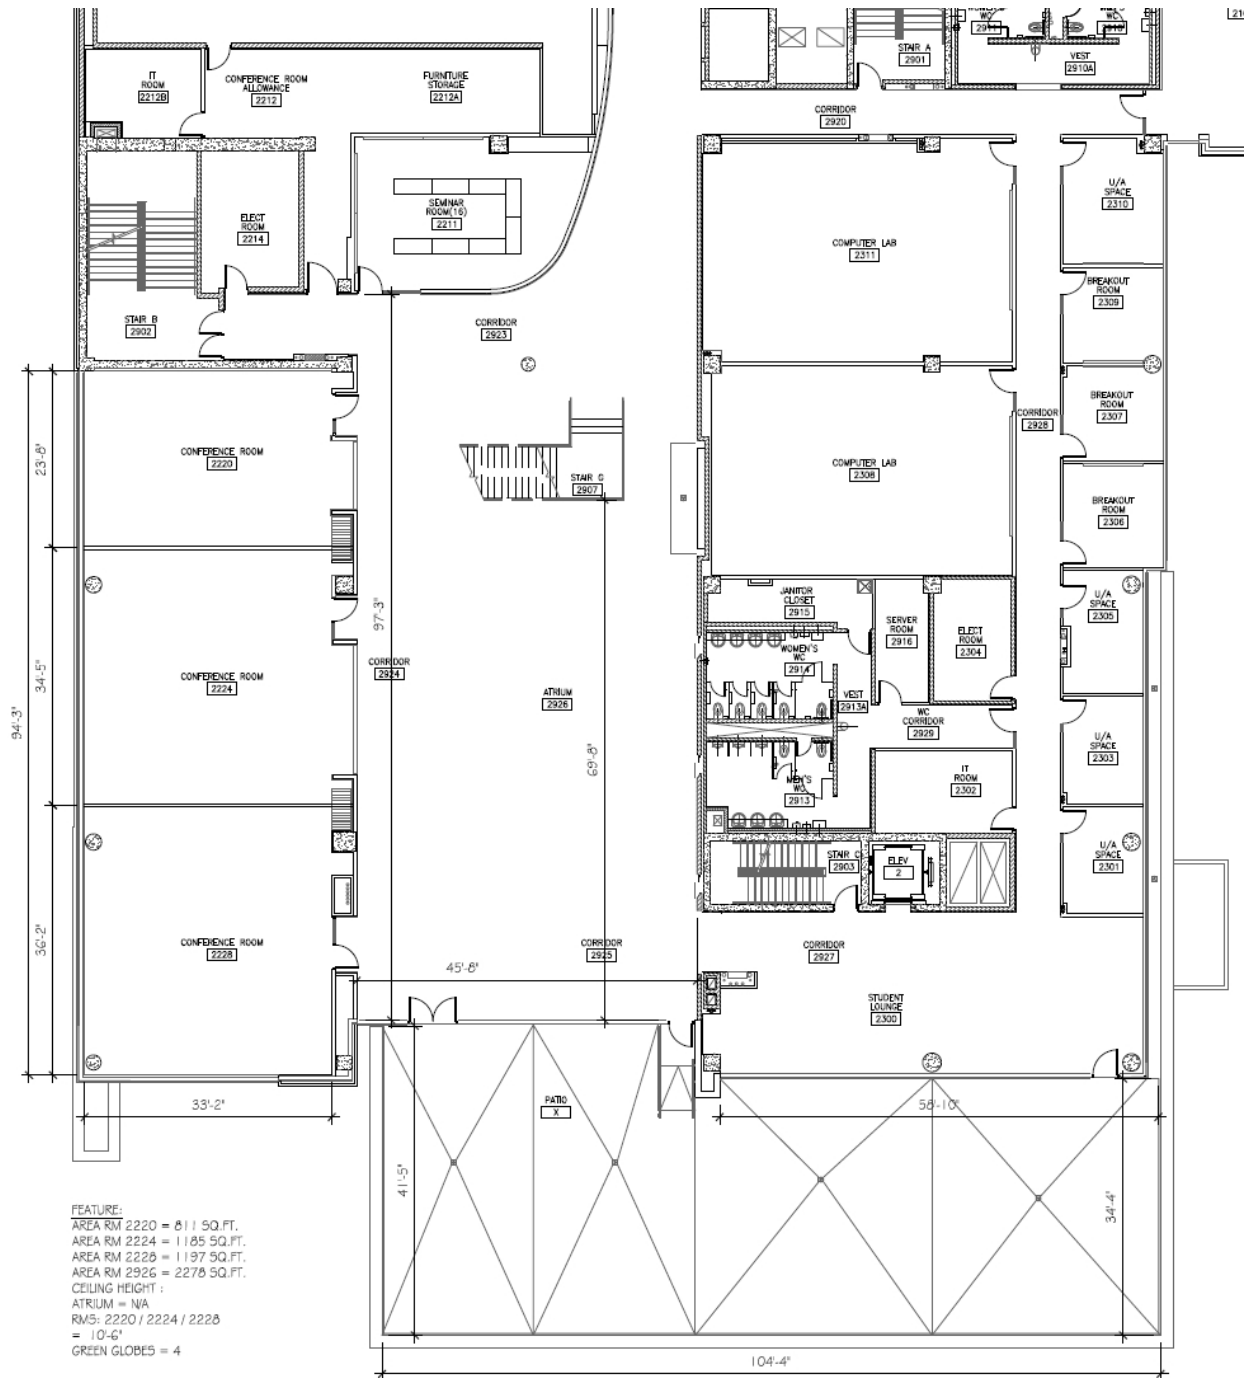 WC
2911
WC
2910
21
STAIR A
2901
VEST
2910A
IT
ROOM
2212B
CONFERENCE ROOM
ALLOWANCE
2212
FURNITURE
STORAGE
2212A
CORRIDOR
2920
ELECT
ROOM
2214
SEMINAR
ROOM(16)
2211
U/A
SPACE
2310
COMPUTER LAB
2311
BREAKOUT
ROOM
2309
STAIR B
2902
CORRIDOR
2923
BREAKOUT
ROOM
2307
CORRIDOR
2928
CONFERENCE ROOM
2220
23'-8"
STAIR G
2907
COMPUTER LAB
2308
BREAKOUT
ROOM
2306
JANITOR
CLOSET
2915
SERVER
ROOM
2916
ELECT
ROOM
2304
U/A
SPACE
2305
97'-3"
CONFERENCE ROOM
2224
34'-5"
94'-3"
CORRIDOR
2924
ATRIUM
2926
WOMEN'S
WC
2914
VEST
2913A
WC
CORRIDOR
2929
U/A
SPACE
2303
69'-8"
MEN'S
WC
2913
IT
ROOM
2302
STAIR C
2903
ELEV
2
U/A
SPACE
2301
CONFERENCE ROOM
2228
36'-2"
CORRIDOR
2925
45'-8"
CORRIDOR
2927
STUDENT
LOUNGE
2300
33'-2"
PATIO
X
58'-10"
41'-5"
34'-4"
FEATURE:
AREA RM 2220 = 811 SQ.FT.
AREA RM 2224 = 1185 SQ.FT.
AREA RM 2228 = 1197 SQ.FT.
AREA RM 2926 = 2278 SQ.FT.
CEILING HEIGHT :
ATRIUM = N/A
RMS: 2220 / 2224 / 2228
= 10'-6"
GREEN GLOBES = 4
104'-4"